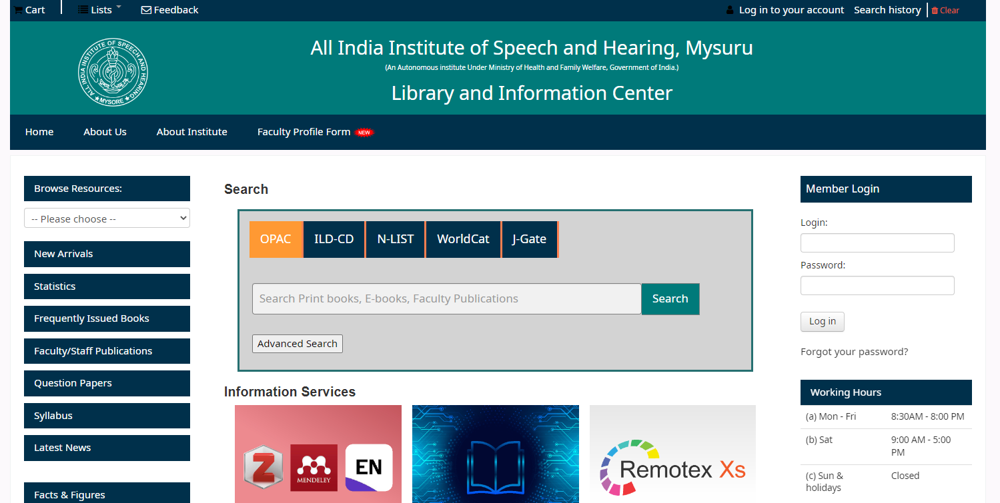 Cart
Lists
Feedback
Log in to your account
Search history
Clear
ALL INDIA INSTITUTE OF SPEECH AND HEARING
★ MYSORE ★
All India Institute of Speech and Hearing, Mysuru
(An Autonomous institute Under Ministry of Health and Family Welfare, Government of India.)
Library and Information Center
Home
About Us
About Institute
Faculty Profile Form NEW
Browse Resources:
-- Please choose --
New Arrivals
Statistics
Frequently Issued Books
Faculty/Staff Publications
Question Papers
Syllabus
Latest News
Facts & Figures
Search
OPAC
ILD-CD
N-LIST
WorldCat
J-Gate
Search Print books, E-books, Faculty Publications
Search
Advanced Search
Information Services
Z
MENDELEY
EN
Remotex Xs
Member Login
Login:
Password:
Log in
Forgot your password?
Working Hours
(a) Mon - Fri 8:30AM - 8:00 PM
(b) Sat 9:00 AM - 5:00
PM
(c) Sun & Closed
holidays